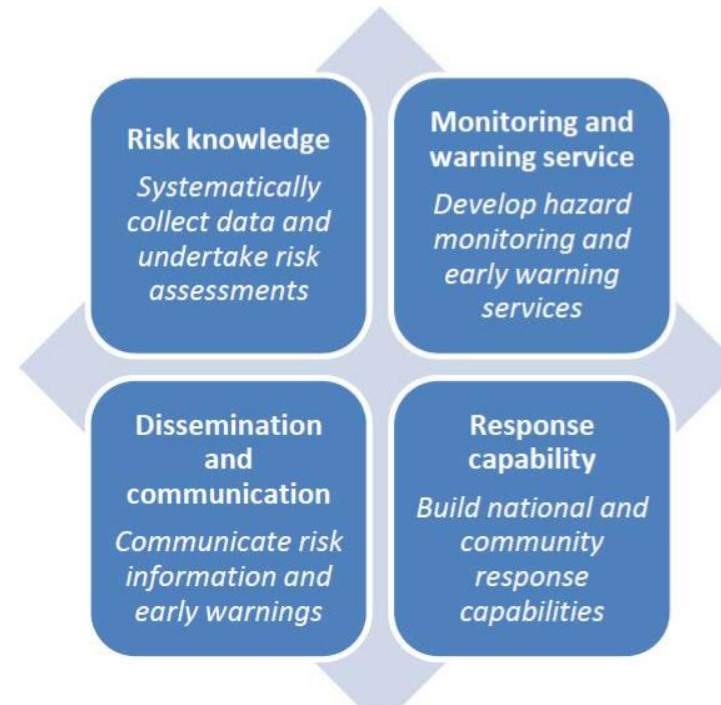 Risk knowledge
Systematically
collect data and
undertake risk
assessments
Monitoring and
warning service
Develop hazard
monitoring and
early warning
services
Dissemination
and
communication
Communicate risk
information and
early warnings
Response
capability
Build national and
community
response
capabilities